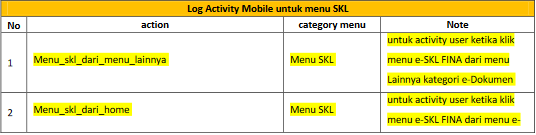 Log Activity Mobile untuk menu SKL
No action category menu Note
1 Menu_skl_dari_menu_lainnya Menu SKL untuk activity user ketika klik
menu e-SKL FINA dari menu
Lainnya kategori e-Dokumen
2 Menu_skl_dari_home Menu SKL untuk activity user ketika klik
menu e-SKL FINA dari menu e-